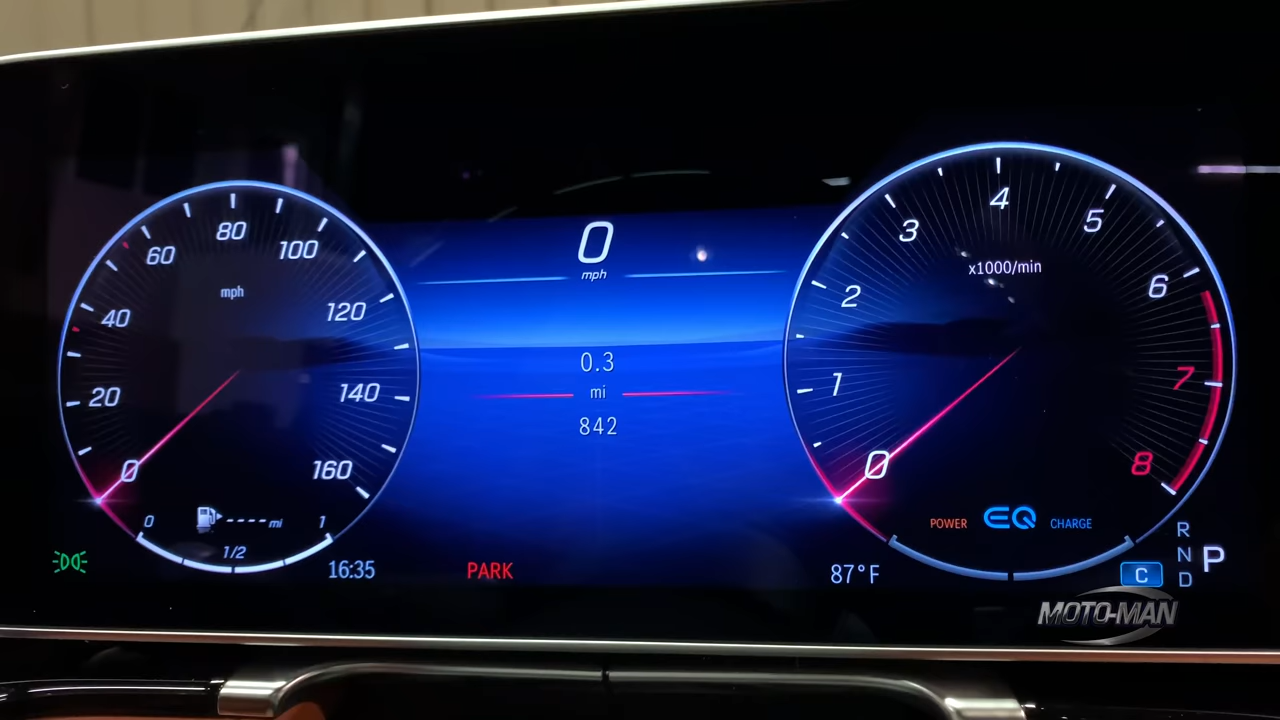 0
mph
0.3
mi
842
0
20
40
60
80
100
120
140
160
mph
0 1/2 1
---- mi
16:35
PARK
0
1
2
3
4
5
6
7
8
x1000/min
POWER EQ CHARGE
87°F
C
R
N
D
P
MOTO-MAN